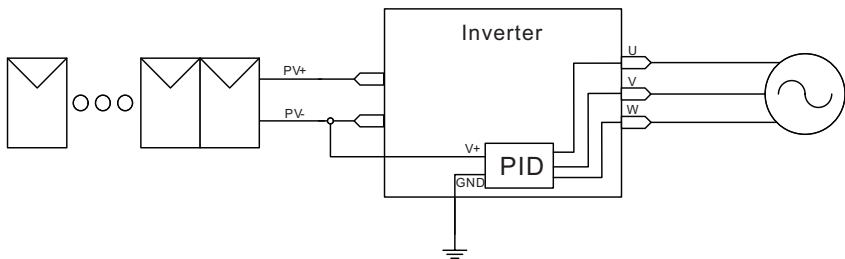 Inverter
U
PV+
V
PV-
W
V+
PID
GND